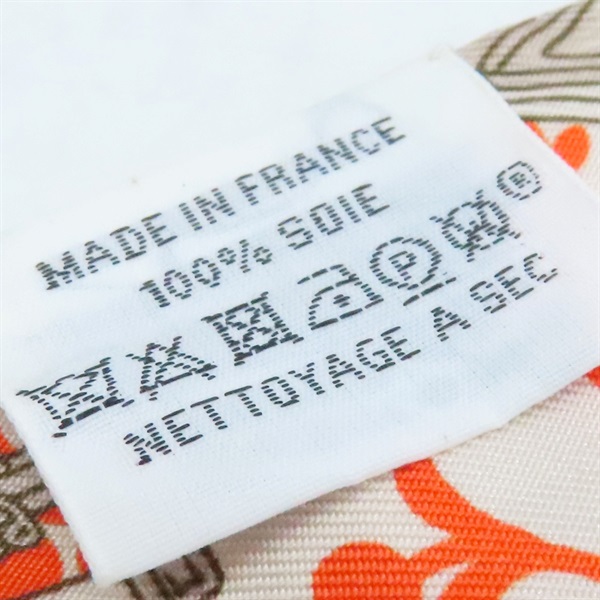 MADE IN FRANCE
100% SOIE
P ®
NETTOYAGE A SEC